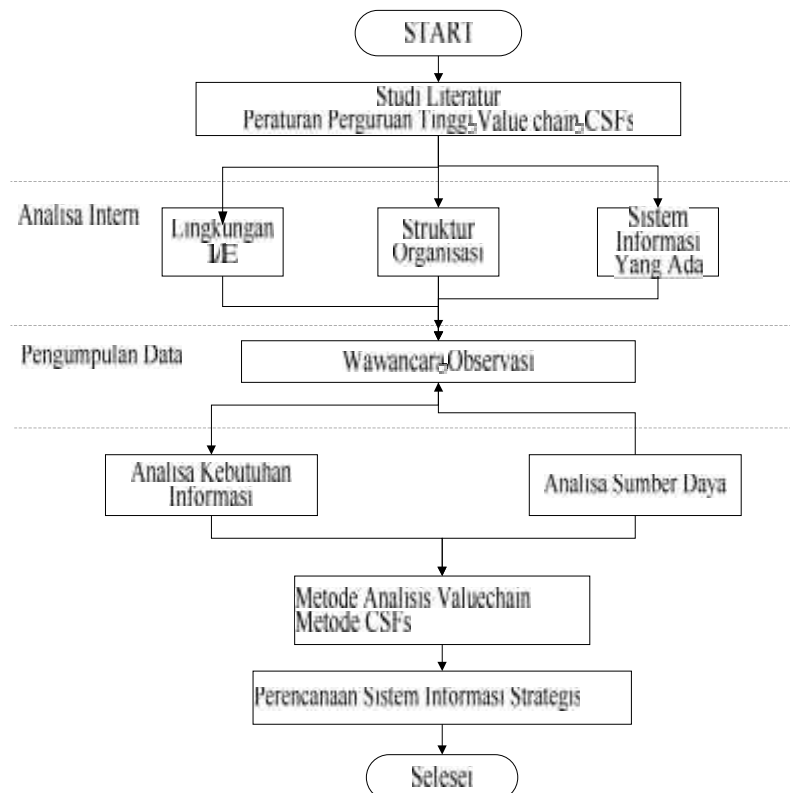 START
Studi Literatur
Peraturan Perguruan Tinggi, Value chain, CSFs
Analisa Intern
Lingkungan
I/E
Struktur
Organisasi
Sistem
Informasi
Yang Ada
Pengumpulan Data
Wawancara, Observasi
Analisa Kebutuhan
Informasi
Analisa Sumber Daya
Metode Analisis Valuechain
Metode CSFs
Perencanaan Sistem Informasi Strategis
Selesei